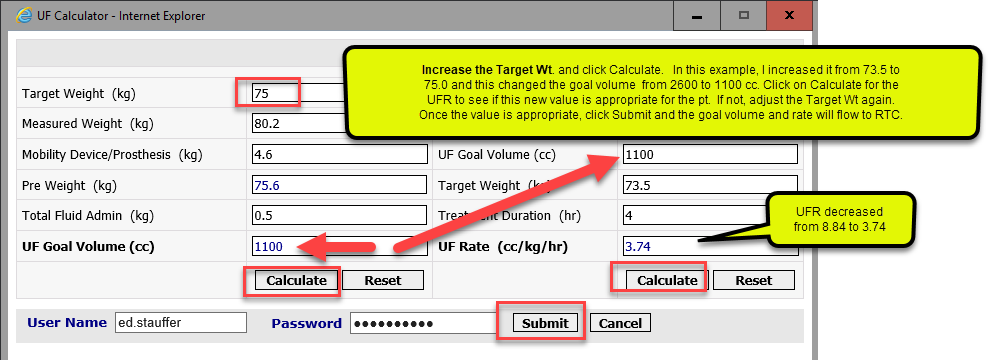 UF Calculator - Internet Explorer
Increase the Target Wt. and click Calculate. In this example, I increased it from 73.5 to
75.0 and this changed the goal volume from 2600 to 1100 cc. Click on Calculate for the
UFR to see if this new value is appropriate for the pt. If not, adjust the Target Wt again.
Once the value is appropriate, click Submit and the goal volume and rate will flow to RTC.
Target Weight (kg) 75
Measured Weight (kg) 80.2
Mobility Device/Prosthesis (kg) 4.6 UF Goal Volume (cc) 1100
Pre Weight (kg) 75.6 Target Weight (kg) 73.5
Total Fluid Admin (kg) 0.5 Treatment Duration (hr) 4
UF Goal Volume (cc) 1100 UF Rate (cc/kg/hr) 3.74
UFR decreased
from 8.84 to 3.74
Calculate Reset Calculate Reset
User Name ed.stauffer Password ●●●●●●●●●● Submit Cancel